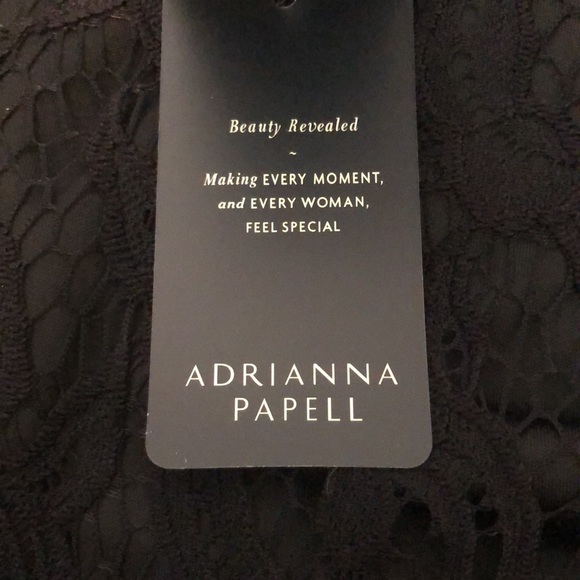 Beauty Revealed
~
Making EVERY MOMENT,
and EVERY WOMAN,
FEEL SPECIAL
ADRIANNA
PAPELL